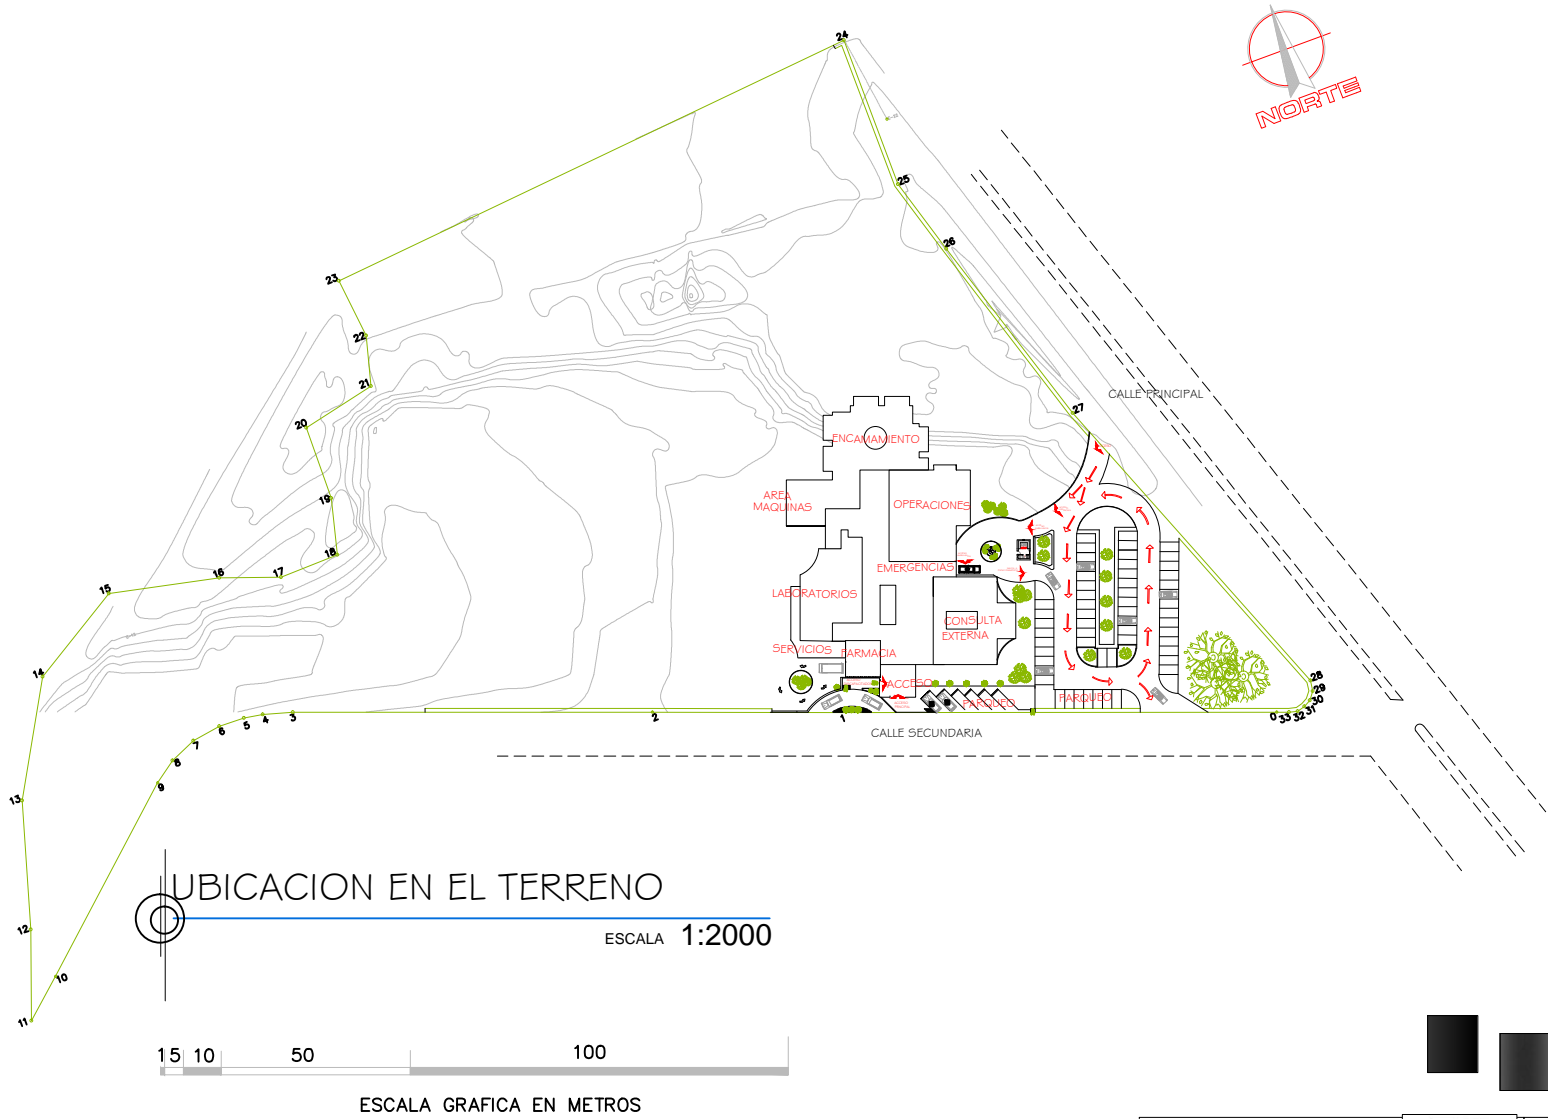 24
NORTE
25
26
23
22
21
27
CALLE PRINCIPAL
20
ENCAMAMIENTO
19
AREA
MAQUINAS
OPERACIONES
18
17
16
15
EMERGENCIAS
LABORATORIOS
CONSULTA
EXTERNA
SERVICIOS
FARMACIA
14
ACCESO
28
29
30
31
32
33
0
PARQUEO
PARQUEO
1
2
3
4
5
6
7
8
9
CALLE SECUNDARIA
13
12
10
11
UBICACION EN EL TERRENO
ESCALA 1:2000
1 5 10 50 100
ESCALA GRAFICA EN METROS